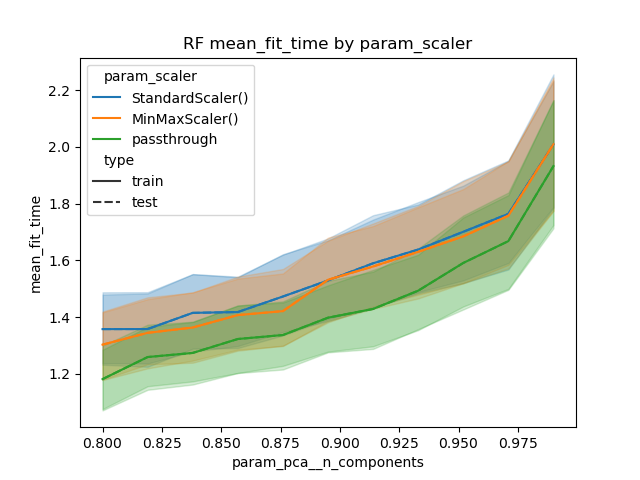 RF mean_fit_time by param_scaler
param_scaler
StandardScaler()
MinMaxScaler()
passthrough
type
train
test
mean_fit_time
2.2
2.0
1.8
1.6
1.4
1.2
0.800 0.825 0.850 0.875 0.900 0.925 0.950 0.975
param_pca__n_components